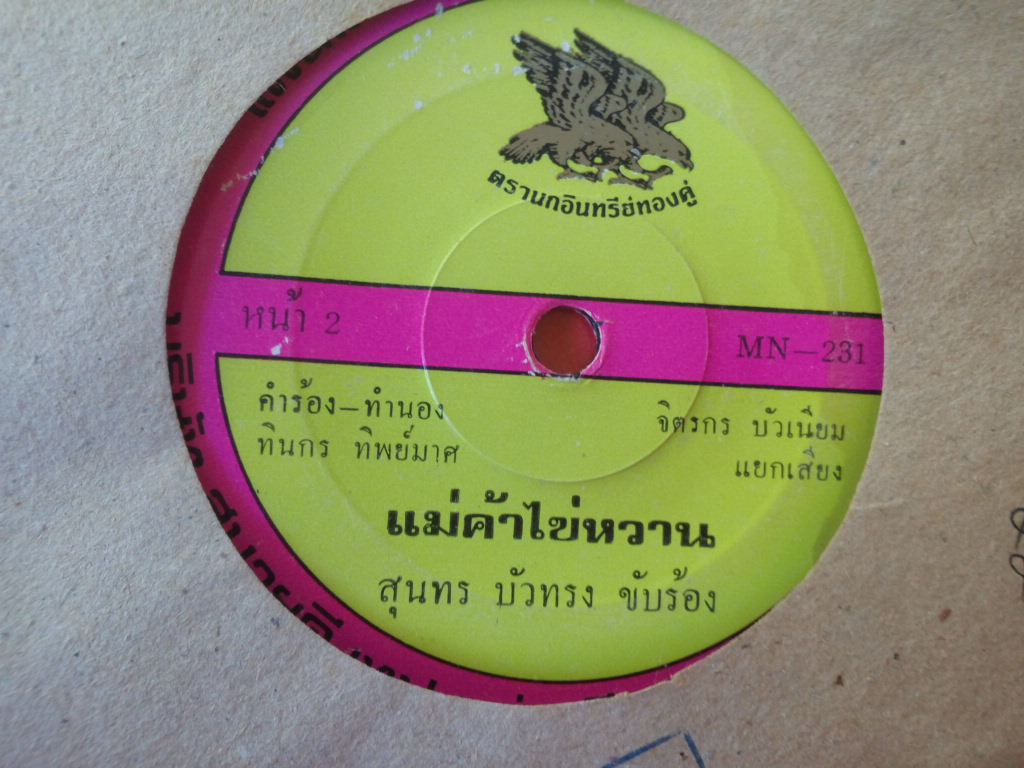 ตรานกอินทรีย์ทองคู่
หน้า 2
MN-231
คำร้อง-ทำนอง
ทินกร ทิพย์มาศ
จิตรกร บัวเนียม
แยกเสียง
แม่ค้าไข่หวาน
สุนทร บัวทรง ขับร้อง